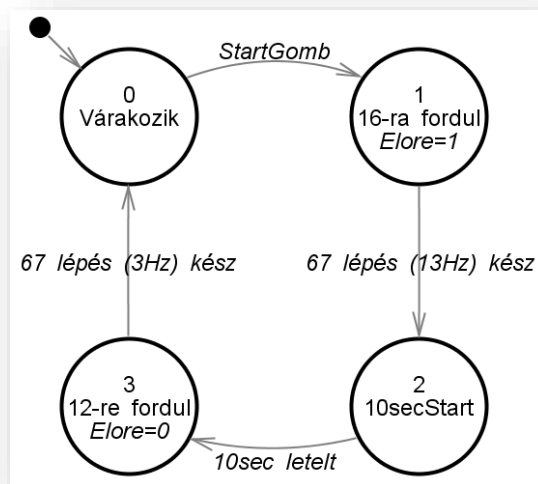 StartGomb
0
Várakozik
1
16-ra fordul
Elore=1
67 lépés (3Hz) kész
67 lépés (13Hz) kész
3
12-re fordul
Elore=0
2
10secStart
10sec letelt